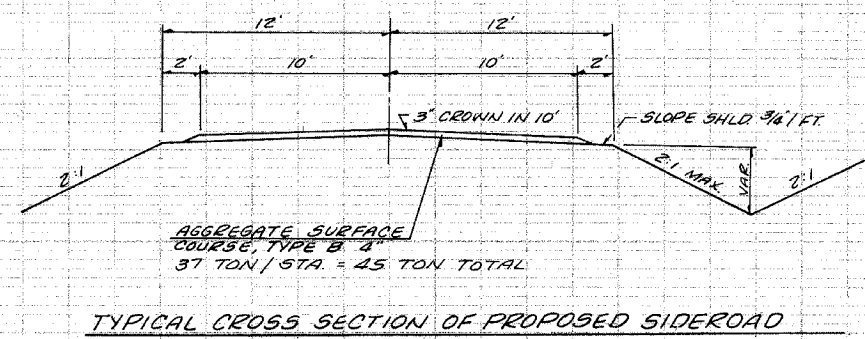 12' 12'
2' 10' 10' 2'
3" CROWN IN 10'
SLOPE SHLD. 3/4"/FT.
2:1 2:1 MAX. VAR. 2:1
AGGREGATE SURFACE
COURSE, TYPE B 4"
37 TON/STA. = 45 TON TOTAL
TYPICAL CROSS SECTION OF PROPOSED SIDEROAD